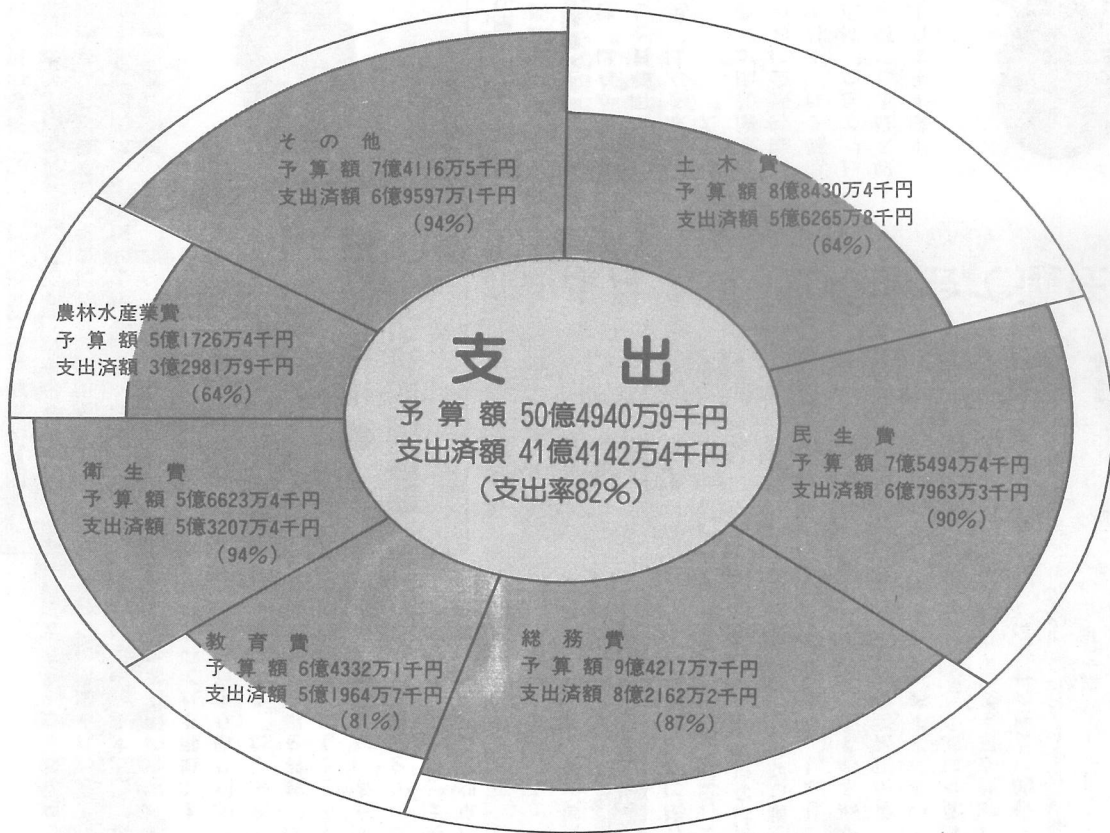 支 出
予 算 額 50億4940万9千円
支出済額 41億4142万4千円
(支出率82%)
土 木 費
予 算 額 8億8430万4千円
支出済額 5億6265万8千円
(64%)
民 生 費
予 算 額 7億5494万4千円
支出済額 6億7963万3千円
(90%)
総 務 費
予 算 額 9億4217万7千円
支出済額 8億2162万2千円
(87%)
教 育 費
予 算 額 6億4332万1千円
支出済額 5億1964万7千円
(81%)
衛 生 費
予 算 額 5億6623万4千円
支出済額 5億3207万4千円
(94%)
農林水産業費
予 算 額 5億1726万4千円
支出済額 3億2981万9千円
(64%)
そ の 他
予 算 額 7億4116万5千円
支出済額 6億9597万1千円
(94%)